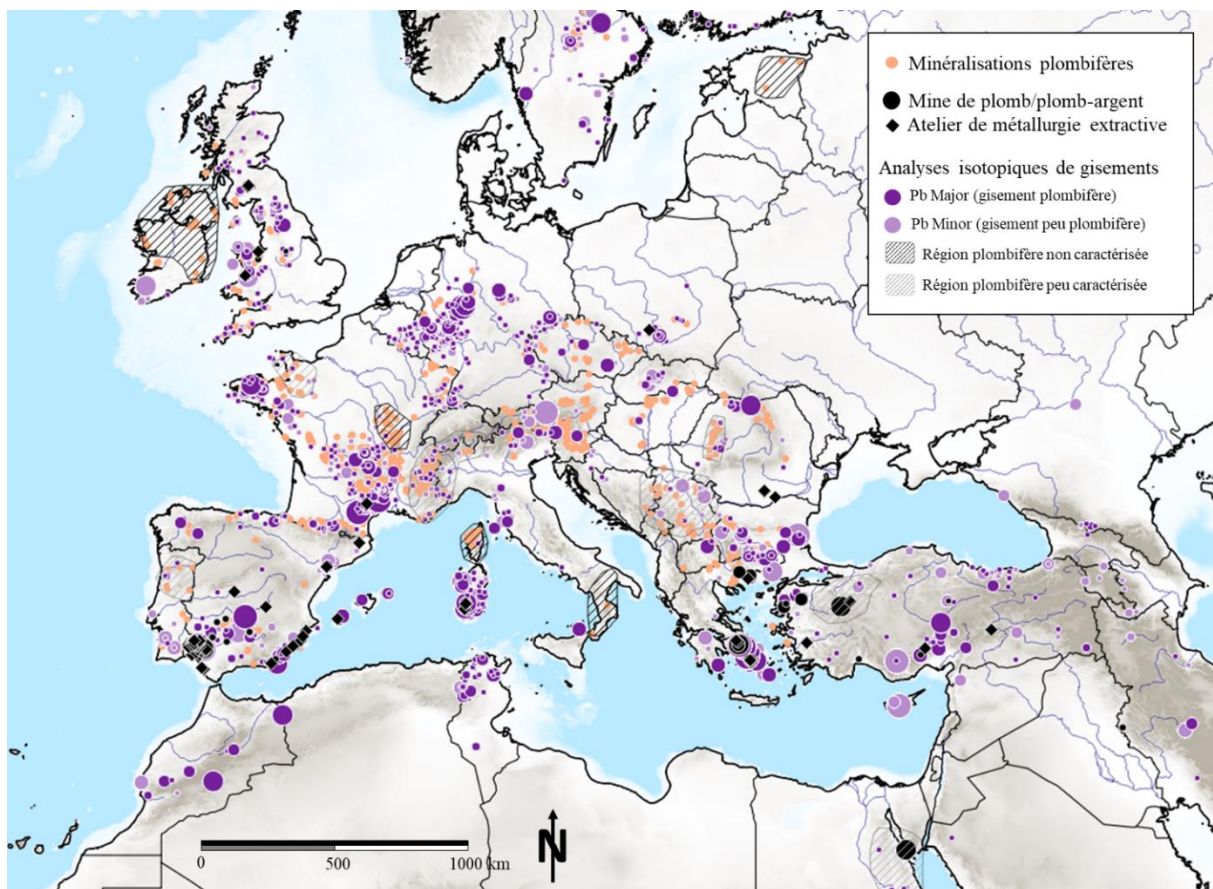 Minéralisations plombifères
Mine de plomb/plomb-argent
Atelier de métallurgie extractive
Analyses isotopiques de gisements
Pb Major (gisement plombifère)
Pb Minor (gisement peu plombifère)
Région plombifère non caractérisée
Région plombifère peu caractérisée
N
0 500 1000 km